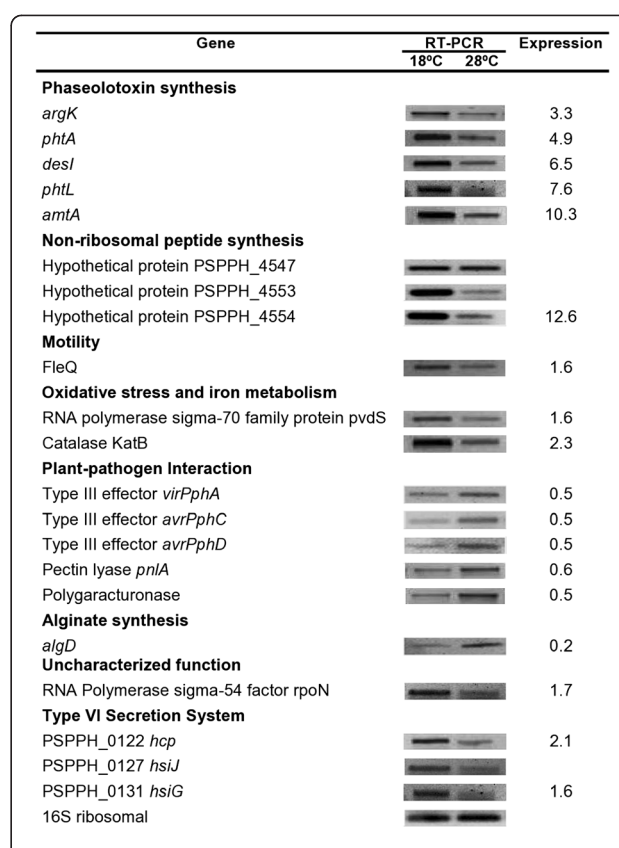 Gene RT-PCR Expression
18ºC 28ºC
Phaseolotoxin synthesis
argK 3.3
phtA 4.9
desI 6.5
phtL 7.6
amtA 10.3
Non-ribosomal peptide synthesis
Hypothetical protein PSPPH_4547
Hypothetical protein PSPPH_4553
Hypothetical protein PSPPH_4554 12.6
Motility
FleQ 1.6
Oxidative stress and iron metabolism
RNA polymerase sigma-70 family protein pvdS 1.6
Catalase KatB 2.3
Plant-pathogen Interaction
Type III effector virPphA 0.5
Type III effector avrPphC 0.5
Type III effector avrPphD 0.5
Pectin lyase pnlA 0.6
Polygaracturonase 0.5
Alginate synthesis
algD 0.2
Uncharacterized function
RNA Polymerase sigma-54 factor rpoN 1.7
Type VI Secretion System
PSPPH_0122 hcp 2.1
PSPPH_0127 hsiJ
PSPPH_0131 hsiG 1.6
16S ribosomal